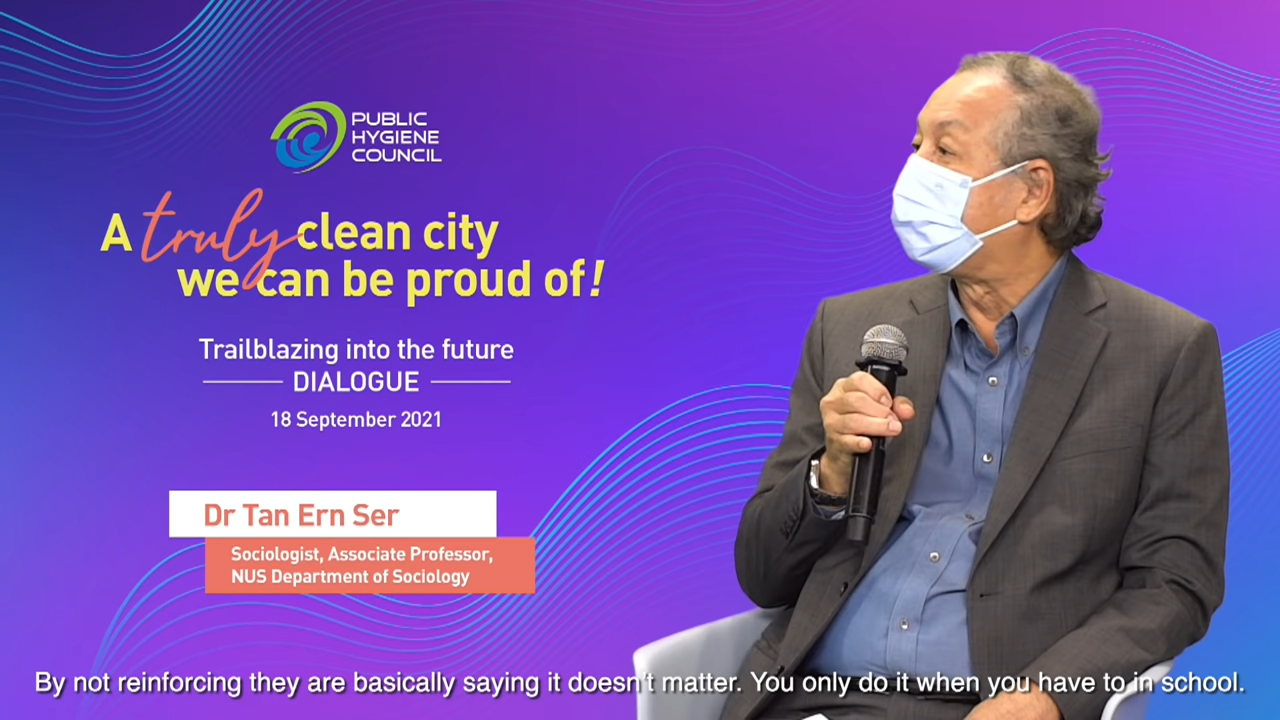 PUBLIC
HYGIENE
COUNCIL
A truly clean city
we can be proud of!
Trailblazing into the future
DIALOGUE
18 September 2021
Dr Tan Ern Ser
Sociologist, Associate Professor,
NUS Department of Sociology
By not reinforcing they are basically saying it doesn't matter. You only do it when you have to in school.